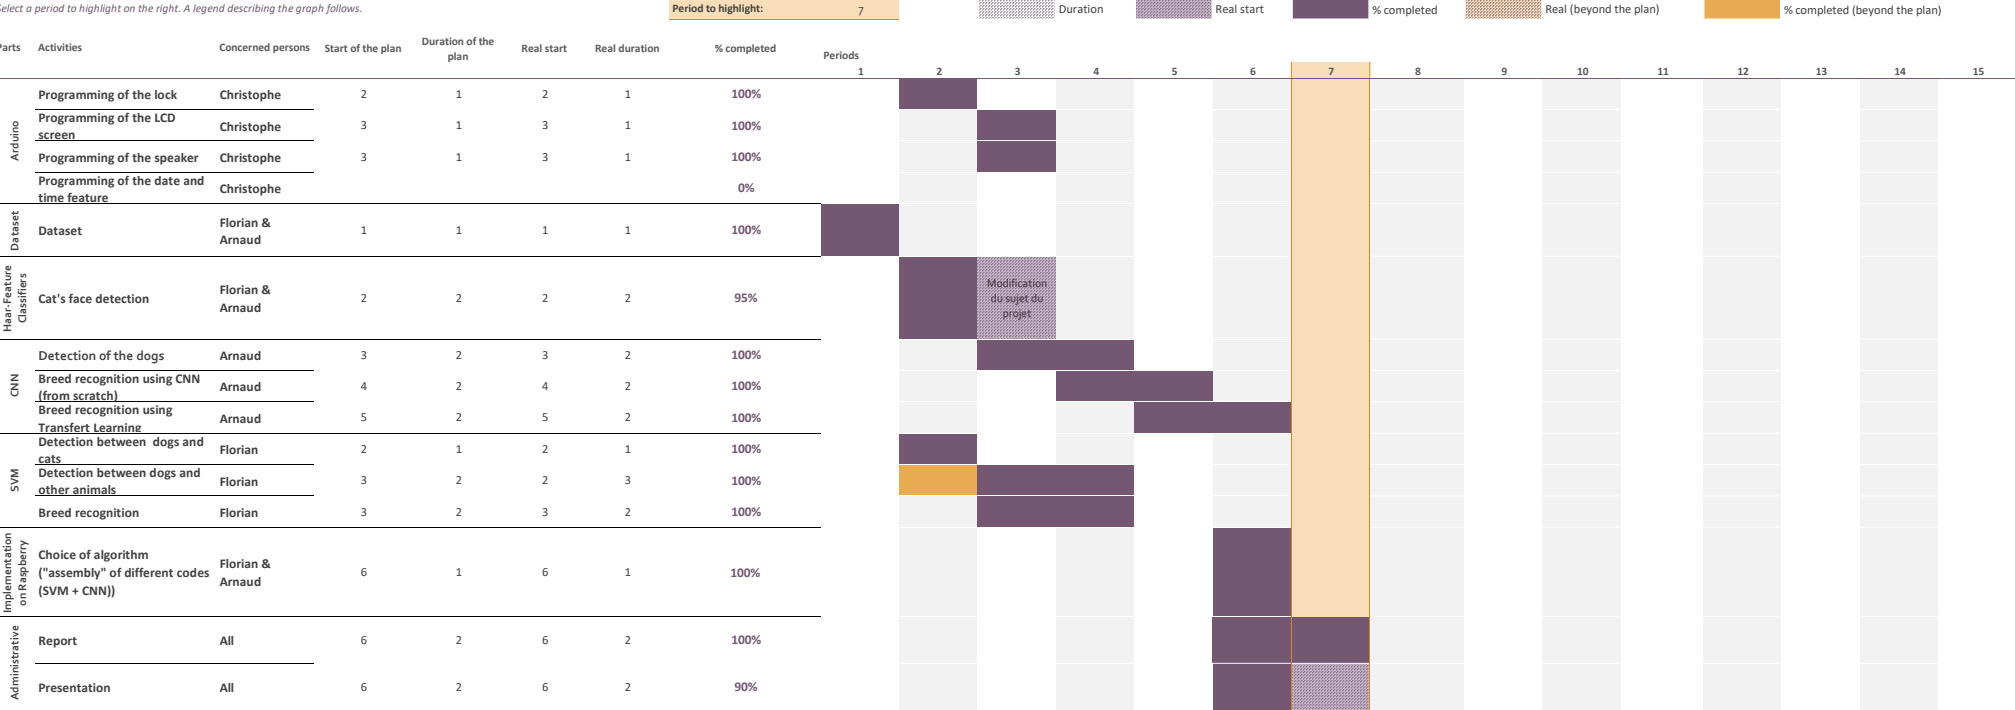 Select a period to highlight on the right. A legend describing the graph follows.
Period to highlight: 7
Duration
Real start
% completed
Real (beyond the plan)
% completed (beyond the plan)
Parts Activities Concerned persons Start of the plan Duration of the plan Real start Real duration % completed Periods
1 2 3 4 5 6 7 8 9 10 11 12 13 14 15
Arduino
Programming of the lock Christophe 2 1 2 1 100%
Programming of the LCD
screen Christophe 3 1 3 1 100%
Programming of the speaker Christophe 3 1 3 1 100%
Programming of the date and
time feature Christophe 0%
Dataset
Dataset Florian &
Arnaud 1 1 1 1 100%
Haar-Feature
Classifiers
Cat's face detection Florian &
Arnaud 2 2 2 2 95%
Modification
du sujet du
projet
CNN
Detection of the dogs Arnaud 3 2 3 2 100%
Breed recognition using CNN
(from scratch) Arnaud 4 2 4 2 100%
Breed recognition using
Transfert Learning Arnaud 5 2 5 2 100%
SVM
Detection between dogs and
cats Florian 2 1 2 1 100%
Detection between dogs and
other animals Florian 3 2 2 3 100%
Breed recognition Florian 3 2 3 2 100%
Implementation
on Raspberry
Choice of algorithm
("assembly" of different codes
(SVM + CNN)) Florian &
Arnaud 6 1 6 1 100%
Administrative
Report All 6 2 6 2 100%
Presentation All 6 2 6 2 90%